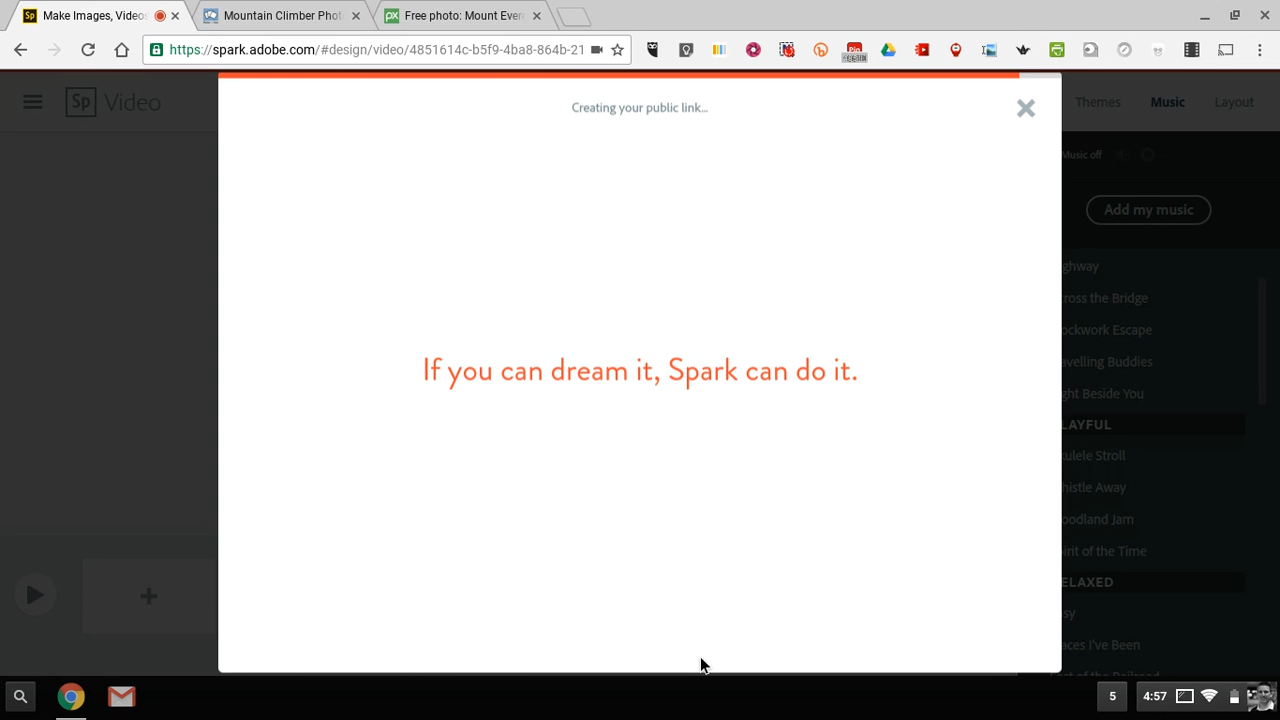 Make Images, Videos
Mountain Climber Phot
Free photo: Mount Ever
https://spark.adobe.com/#design/video/4851614c-b5f9-4ba8-864b-21
Sp Video
Themes
Music
Layout
Creating your public link...
Music off
Add my music
ghway
ross the Bridge
ockwork Escape
avelling Buddies
ght Beside You
LAYFUL
kulele Stroll
histle Away
oodland Jam
irit of the Time
ELAXED
sy
aces I've Been
If you can dream it, Spark can do it.
5
4:57